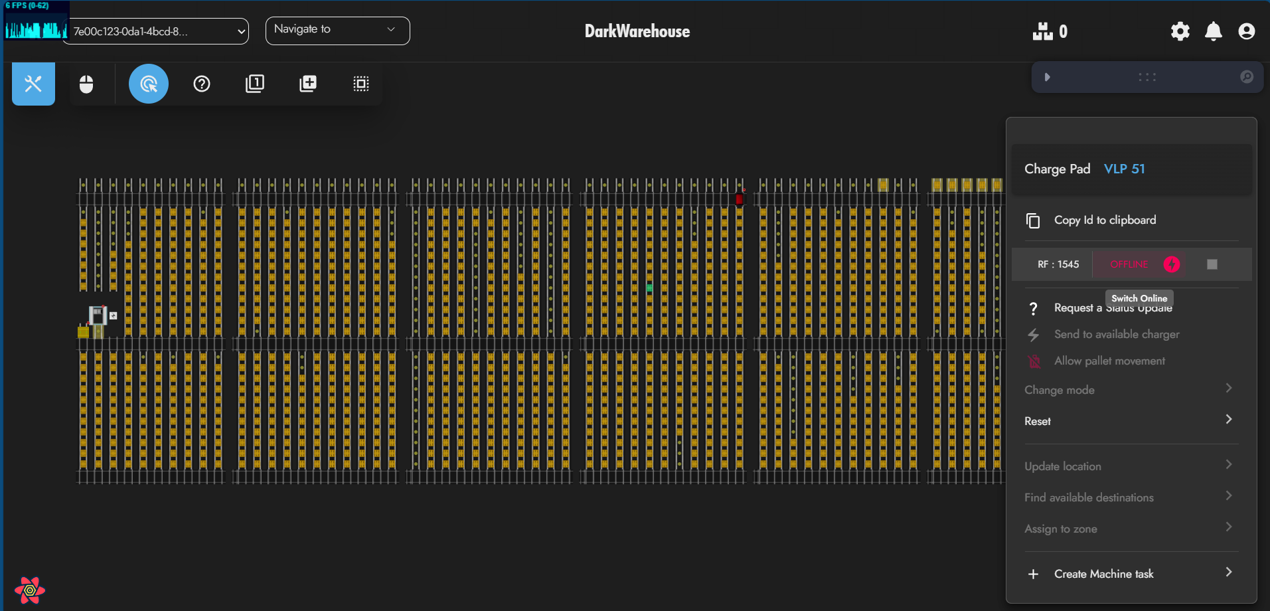 6 FPS (0-62)
7e00c123-0da1-4bcd-8...
Navigate to
DarkWarehouse
0
1
Charge Pad VLP 51
Copy Id to clipboard
RF : 1545 OFFLINE
Switch Online
? Request a Status Update
Send to available charger
Allow pallet movement
Change mode
Reset
Update location
Find available destinations
Assign to zone
+ Create Machine task